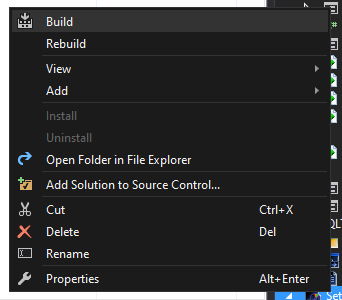 Build
Rebuild
View
Add
Install
Uninstall
Open Folder in File Explorer
Add Solution to Source Control...
Cut Ctrl+X
Delete Del
Rename
Properties Alt+Enter